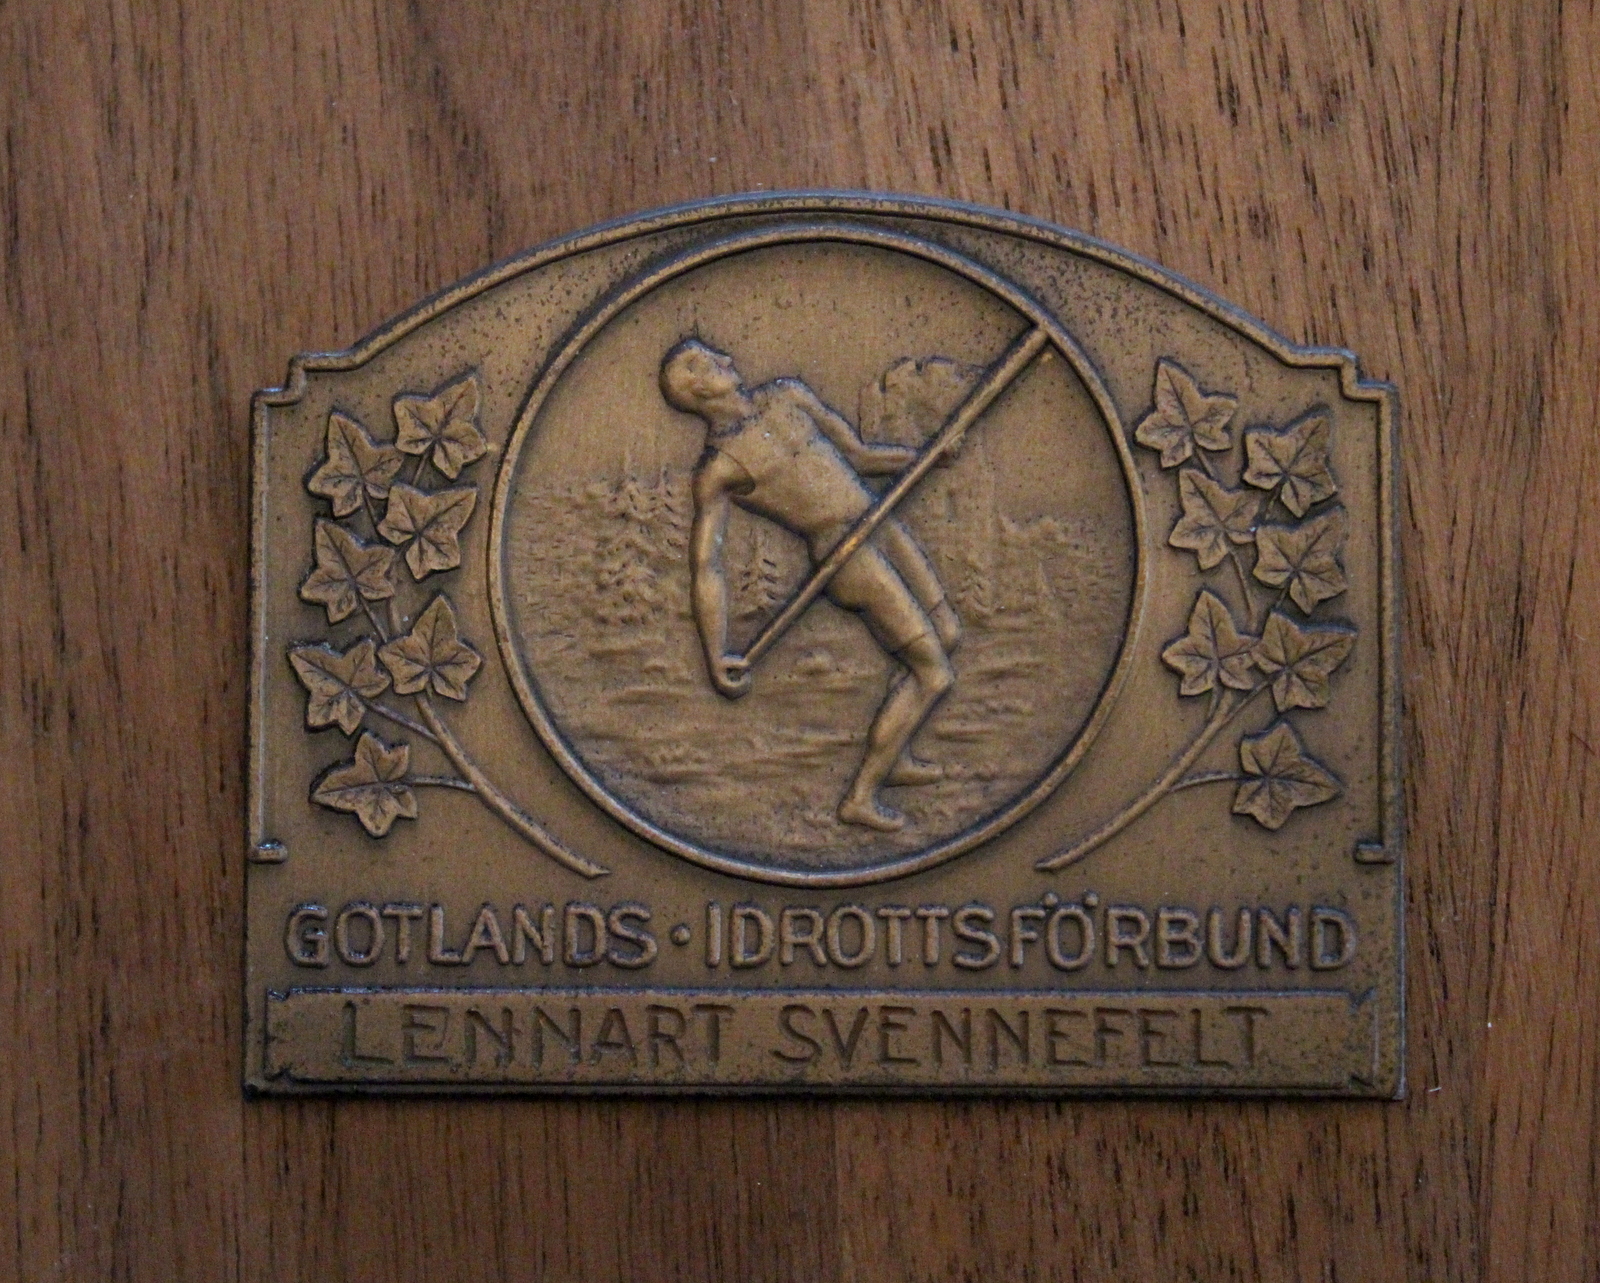 GOTLANDS • IDROTTSFÖRBUND
LENNART SVENNEFELT